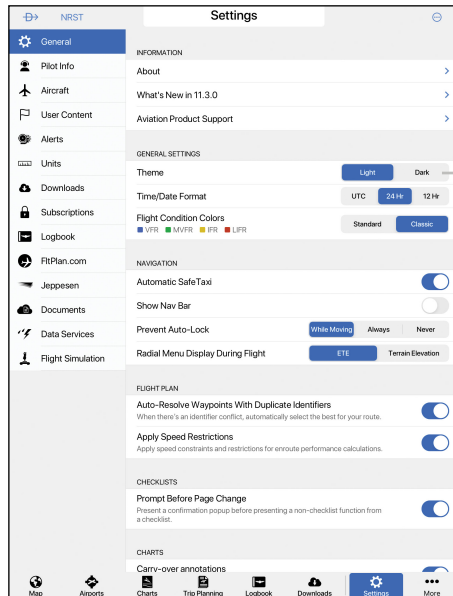 NRST
Settings
General
Pilot Info
Aircraft
User Content
Alerts
Units
Downloads
Subscriptions
Logbook
FltPlan.com
Jeppesen
Documents
Data Services
Flight Simulation
INFORMATION
About
What's New in 11.3.0
Aviation Product Support
GENERAL SETTINGS
Theme Light Dark
Time/Date Format UTC 24 Hr 12 Hr
Flight Condition Colors Standard Classic
VFR MVFR IFR LIFR
NAVIGATION
Automatic SafeTaxi
Show Nav Bar
Prevent Auto-Lock While Moving Always Never
Radial Menu Display During Flight ETE Terrain Elevation
FLIGHT PLAN
Auto-Resolve Waypoints With Duplicate Identifiers
When there's an identifier conflict, automatically select the best for your route.
Apply Speed Restrictions
Apply speed constraints and restrictions for enroute performance calculations.
CHECKLISTS
Prompt Before Page Change
Present a confirmation popup before presenting a non-checklist function from
a checklist.
CHARTS
Carry-over annotations
Map Airports Charts Trip Planning Logbook Downloads Settings More